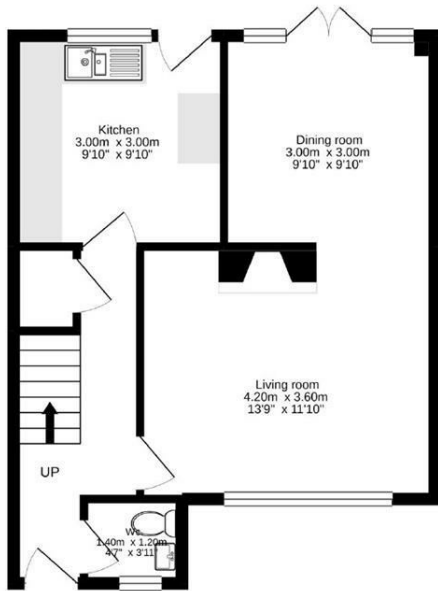 Kitchen
3.00m x 3.00m
9'10" x 9'10"
Dining room
3.00m x 3.00m
9'10" x 9'10"
Living room
4.20m x 3.60m
13'9" x 11'10"
UP
WC
1.40m x 1.20m
4'7" x 3'11"